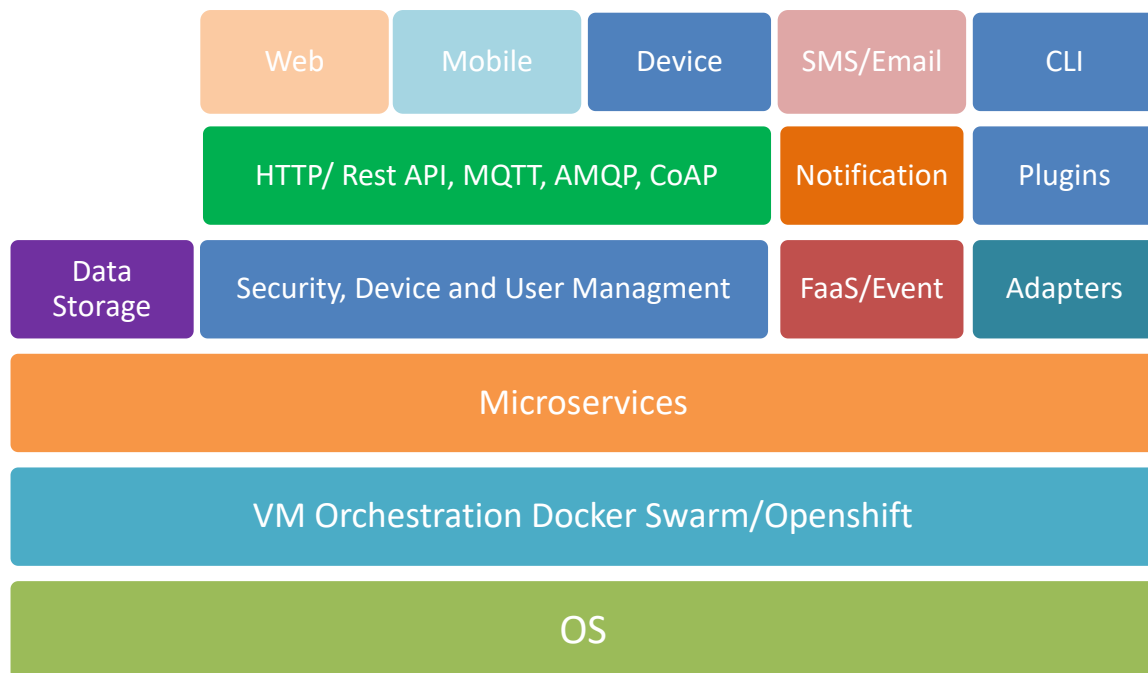 Web
Mobile
Device
SMS/Email
CLI
HTTP/ Rest API, MQTT, AMQP, CoAP
Notification
Plugins
Data
Storage
Security, Device and User Managment
FaaS/Event
Adapters
Microservices
VM Orchestration Docker Swarm/Openshift
OS